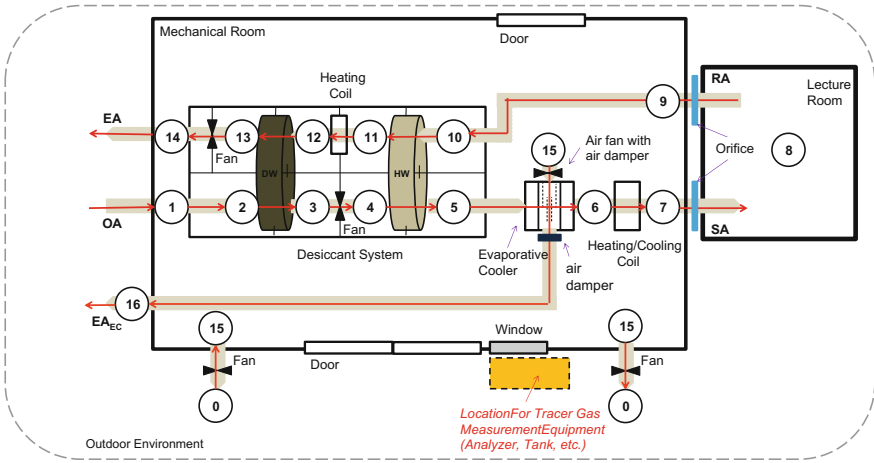 Mechanical Room
Door
EA
Heating
Coil
RA
Lecture
Room
9
14
13
12
11
10
Fan
15
Air fan with
air damper
8
Orifice
DW
HW
1
2
3
4
5
6
7
OA
Fan
SA
Desiccant System
Evaporative
Cooler
Heating/Cooling
Coil
air
damper
16
EAEC
15
Fan
Door
Window
15
Fan
0
0
LocationFor Tracer Gas
MeasurementEquipment
(Analyzer, Tank, etc.)
Outdoor Environment